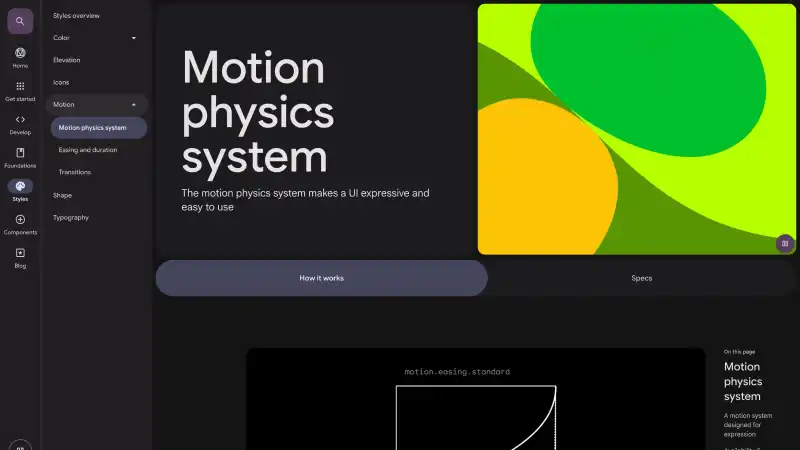 Home
Get started
Develop
Foundations
Styles
Components
Blog
Styles overview
Color
Elevation
Icons
Motion
Motion physics system
Easing and duration
Transitions
Shape
Typography
Motion
physics
system
The motion physics system makes a UI expressive and
easy to use
How it works
Specs
motion.easing.standard
On this page
Motion
physics
system
A motion system
designed for
expression